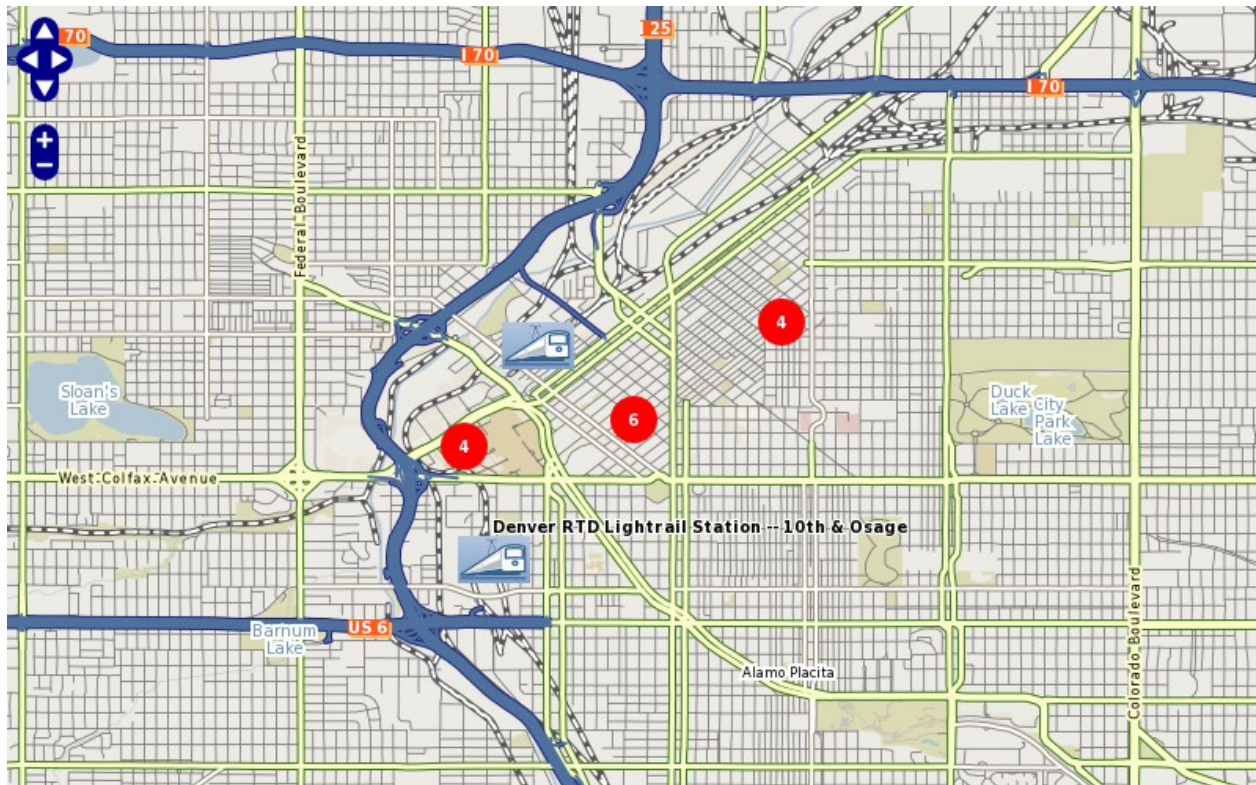 I 25
I 70
I 70
I 70
+
−
Federal Boulevard
4
Sloan's
Lake
Duck
Lake
City
Park
Lake
6
4
West Colfax Avenue
Denver RTD Lightrail Station -- 10th & Osage
Colorado Boulevard
US 6
Barnum
Lake
Alamo Placita